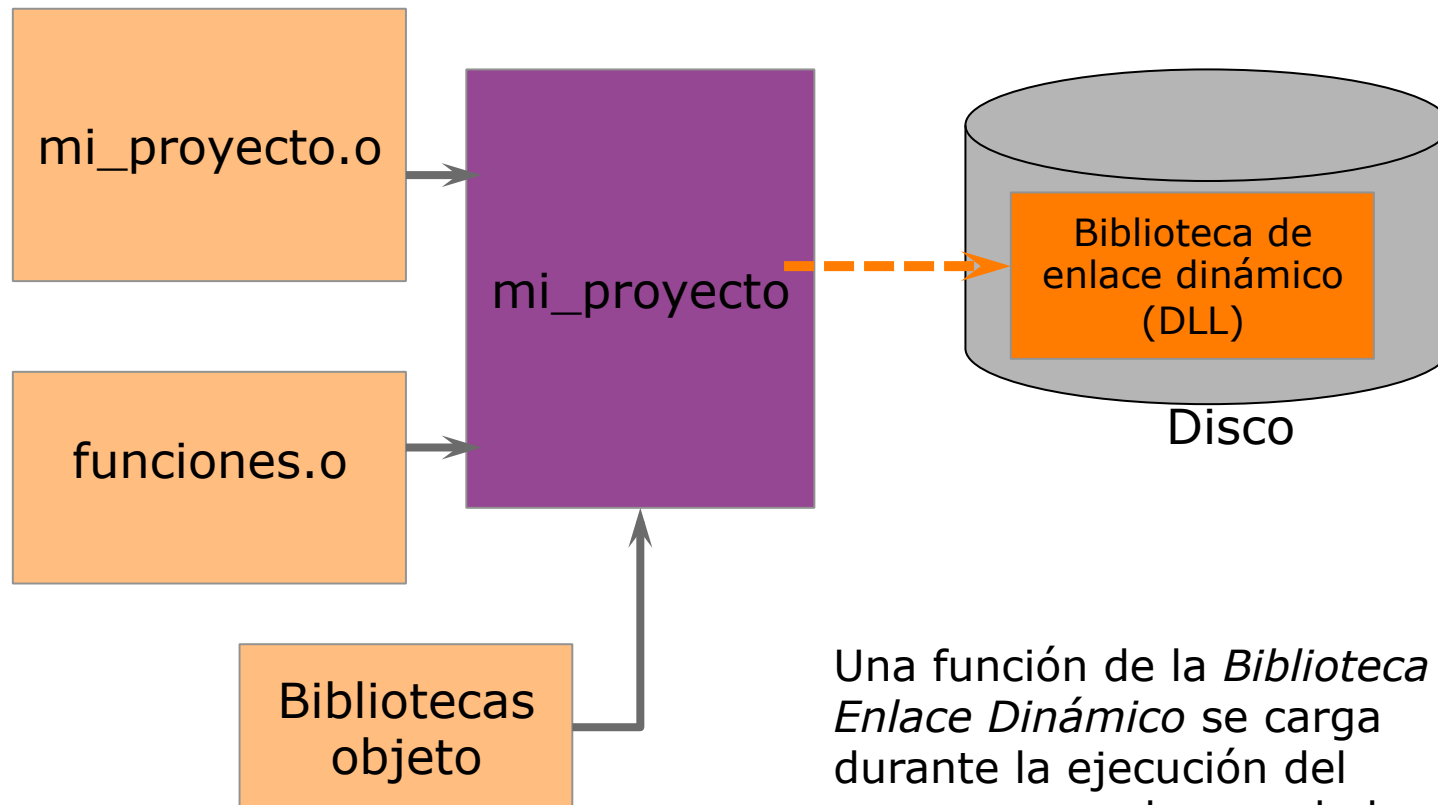 mi_proyecto.o
mi_proyecto
Biblioteca de
enlace dinámico
(DLL)
Disco
funciones.o
Bibliotecas
objeto
Una función de la Biblioteca
Enlace Dinámico se carga
durante la ejecución del